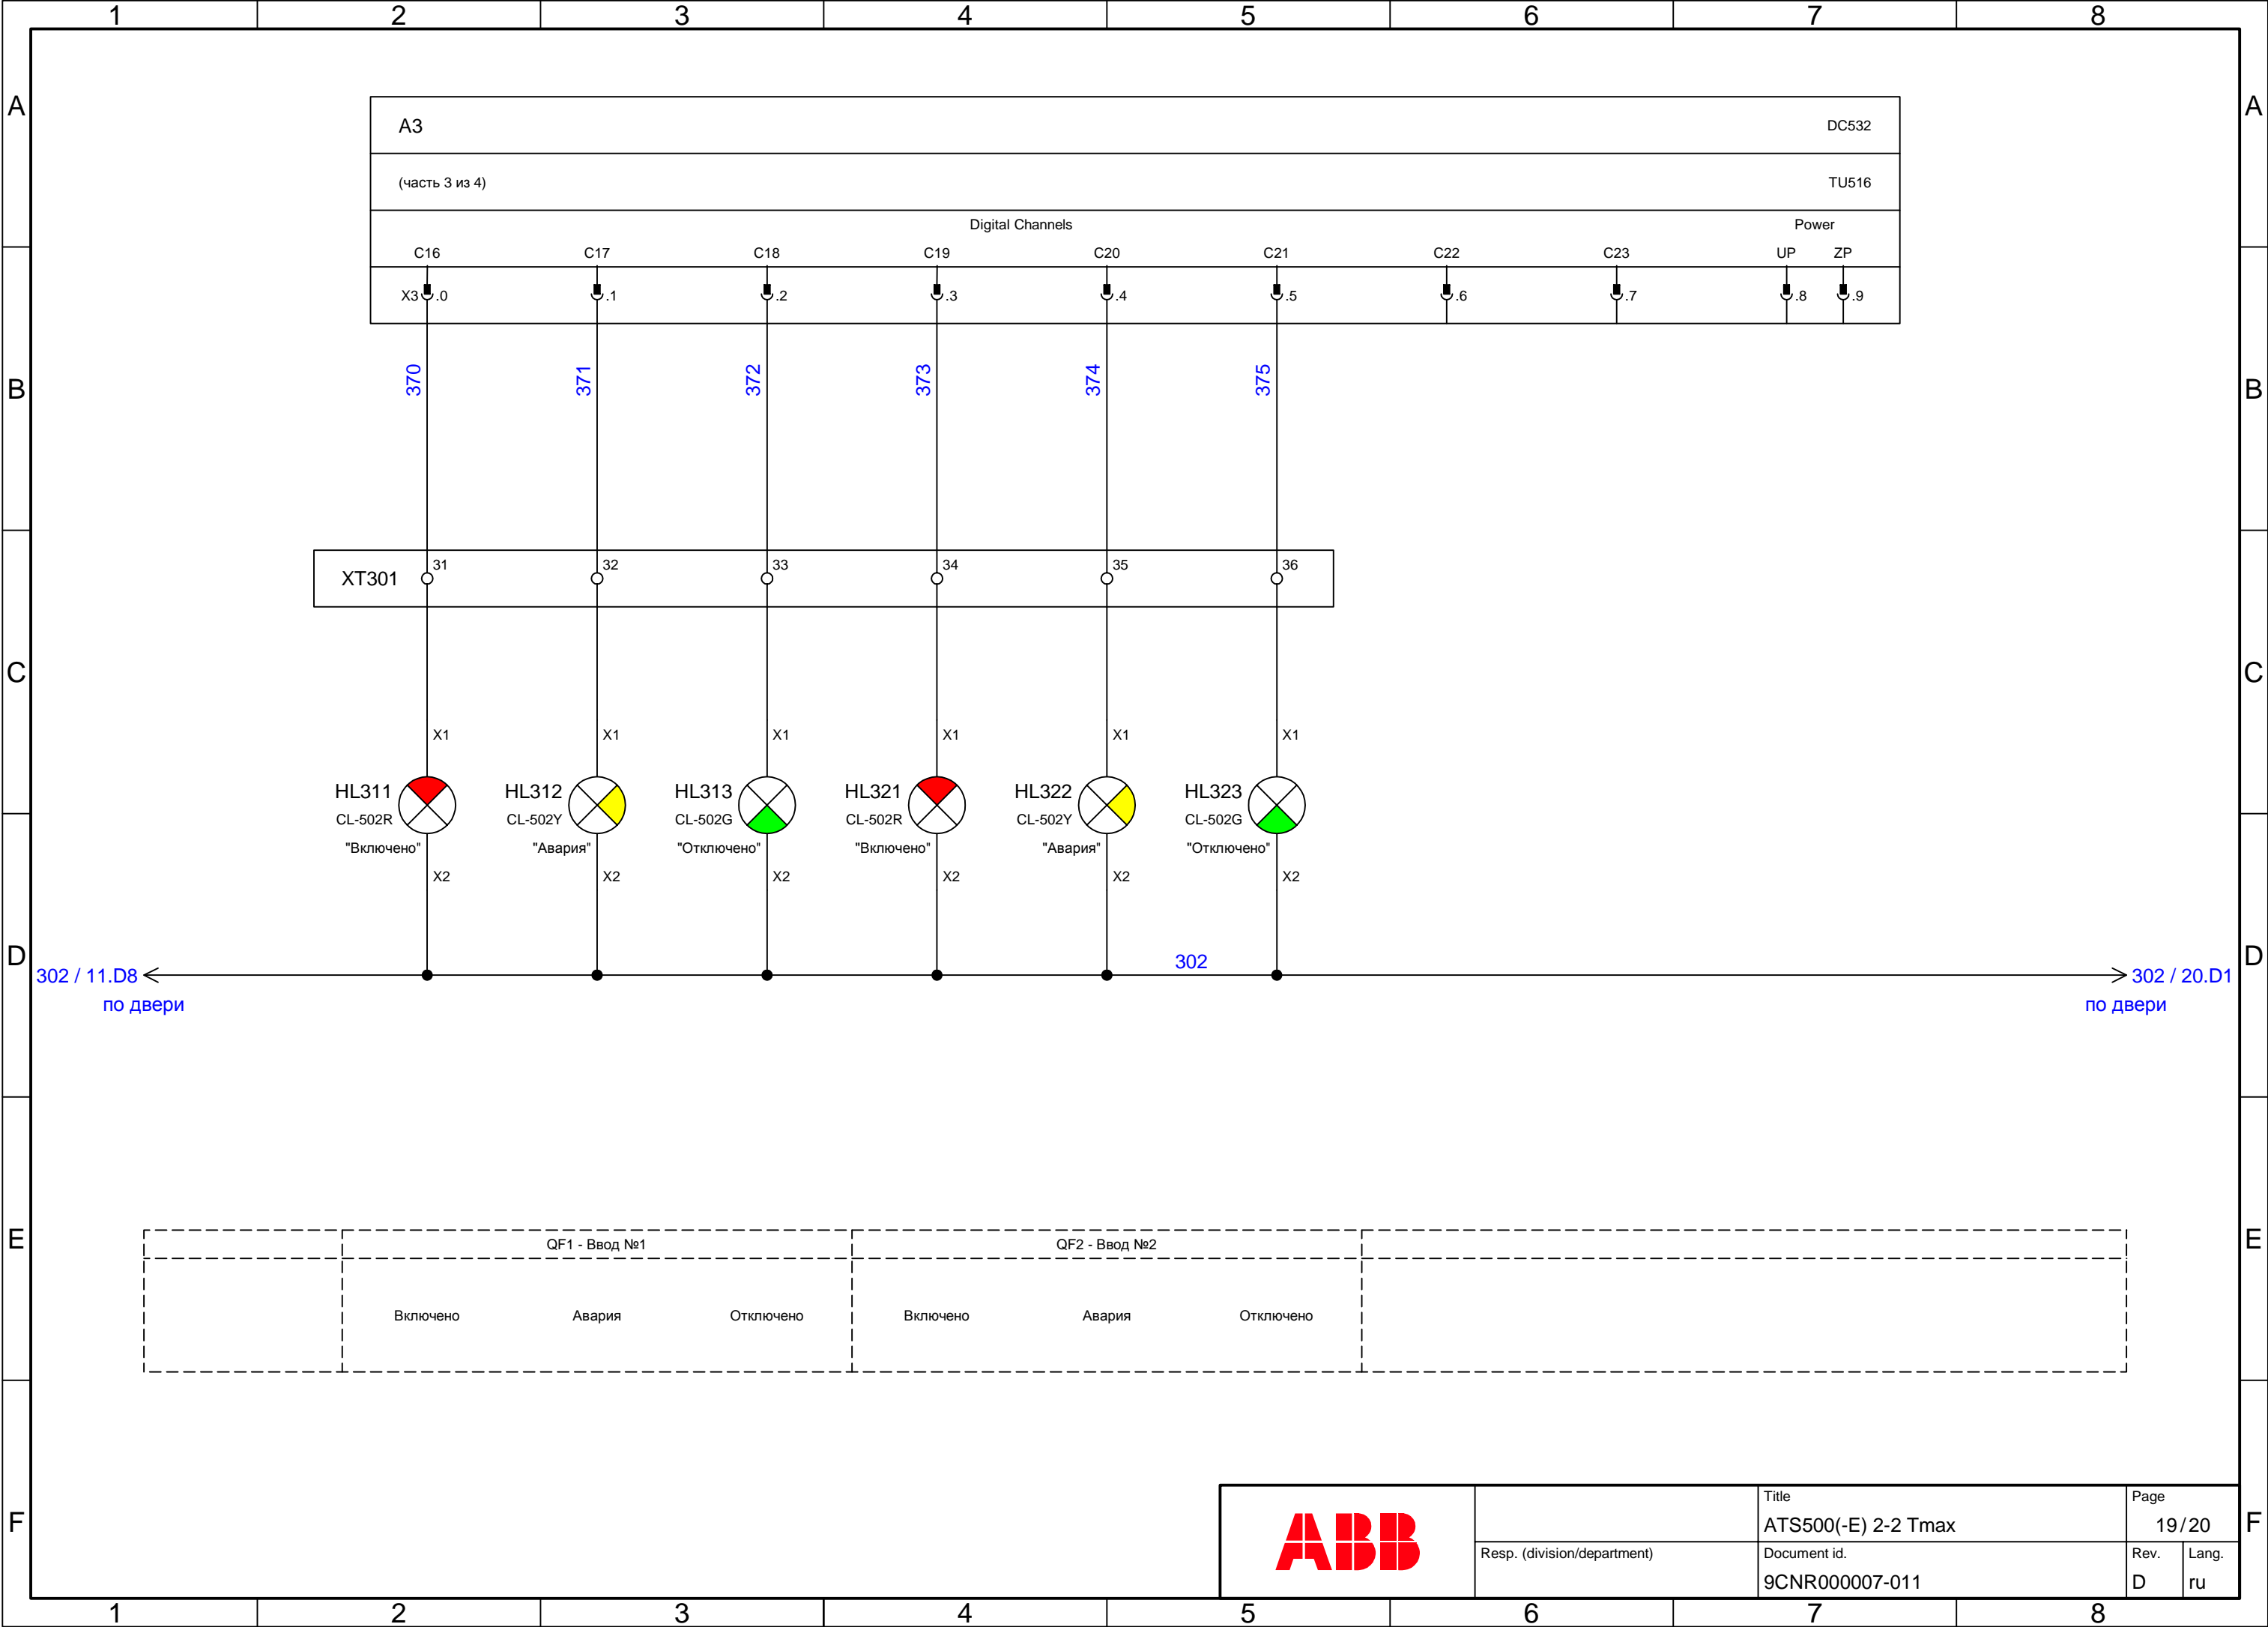 1 2 3 4 5 6 7 8
A A
A3 DC532
(часть 3 из 4) TU516
Digital Channels Power
C16 C17 C18 C19 C20 C21 C22 C23 UP ZP
X3 .0 .1 .2 .3 .4 .5 .6 .7 .8 .9
B B
370 371 372 373 374 375
XT301 31 32 33 34 35 36
C C
X1 X1 X1 X1 X1 X1
HL311 HL312 HL313 HL321 HL322 HL323
CL-502R CL-502Y CL-502G CL-502R CL-502Y CL-502G
"Включено" "Авария" "Отключено" "Включено" "Авария" "Отключено"
X2 X2 X2 X2 X2 X2
D D
302
302 / 11.D8 302 / 20.D1
по двери по двери
E E
QF1 - Ввод №1 QF2 - Ввод №2
Включено Авария Отключено Включено Авария Отключено
F F
ABB
Title
ATS500(-E) 2-2 Tmax
Page
19/20
Resp. (division/department)
Document id.
9CNR000007-011
Rev. Lang.
D ru
1 2 3 4 5 6 7 8